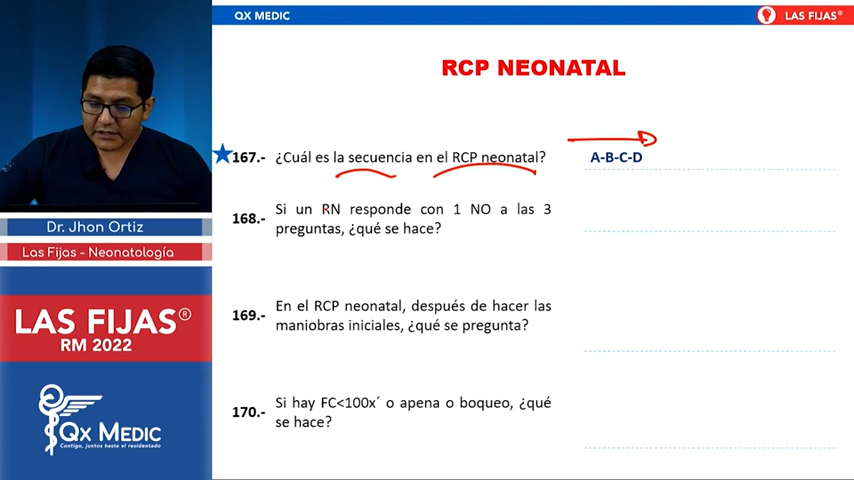 QX MEDIC
LAS FIJAS®
RCP NEONATAL
167.- ¿Cuál es la secuencia en el RCP neonatal?
A-B-C-D
168.- Si un RN responde con 1 NO a las 3
preguntas, ¿qué se hace?
169.- En el RCP neonatal, después de hacer las
maniobras iniciales, ¿qué se pregunta?
170.- Si hay FC<100x´ o apena o boqueo, ¿qué
se hace?
Dr. Jhon Ortiz
Las Fijas - Neonatología
LAS FIJAS®
RM 2022
QX MEDIC
Contigo, juntos hasta el residentado